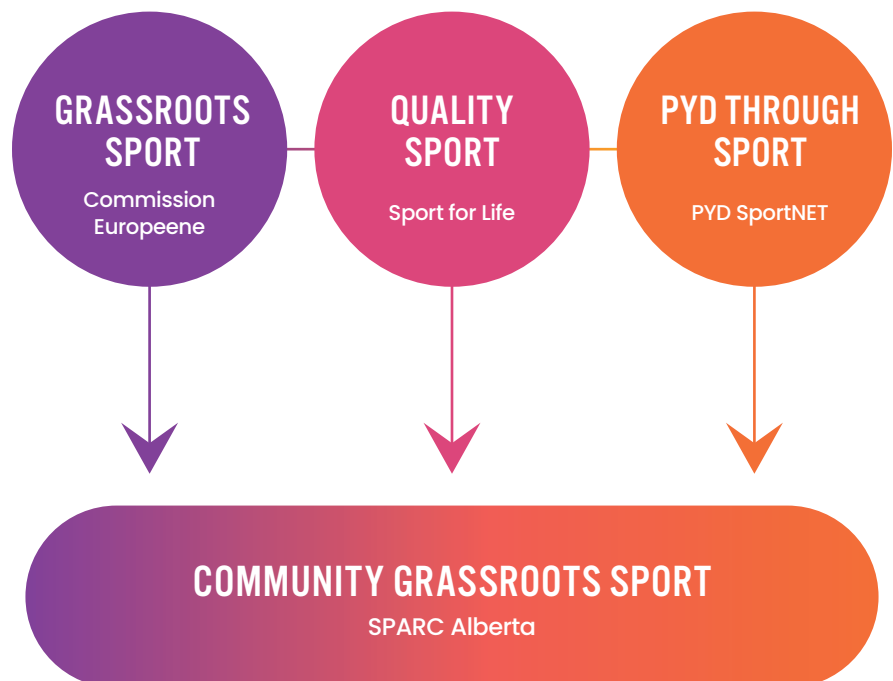 GRASSROOTS
SPORT
Commission
Europeene
QUALITY
SPORT
Sport for Life
PYD THROUGH
SPORT
PYD SportNET
COMMUNITY GRASSROOTS SPORT
SPARC Alberta